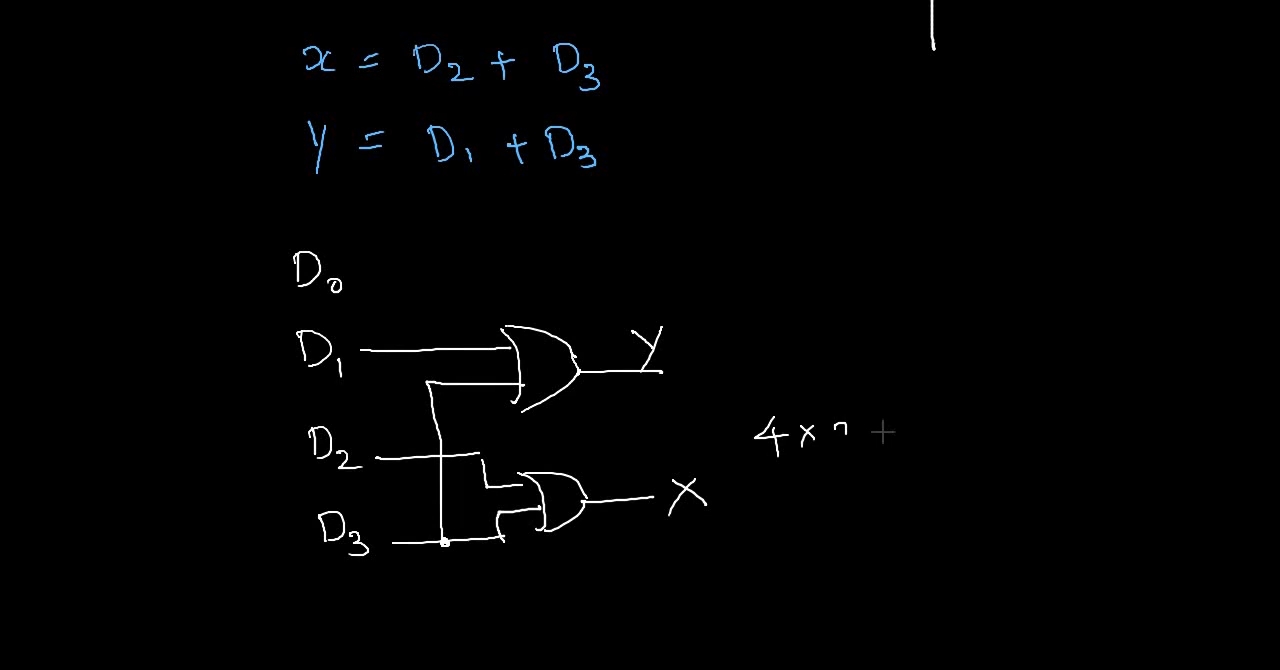 x = D₂ + D₃
Y = D₁ + D₃
D₀
D₁
Y
D₂
4 ×
D₃
X